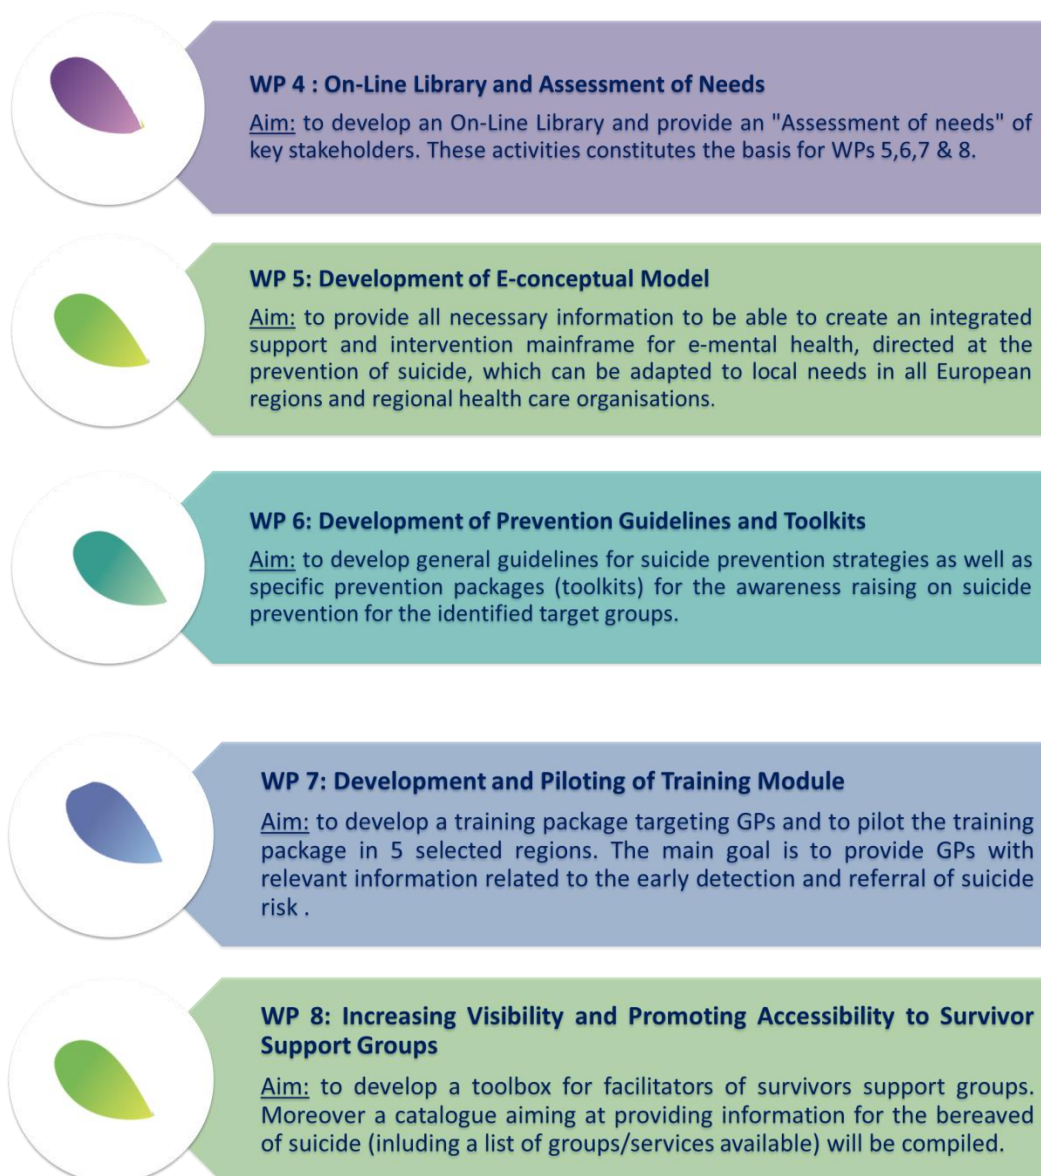 WP 4 : On-Line Library and Assessment of Needs
Aim: to develop an On-Line Library and provide an "Assessment of needs" of
key stakeholders. These activities constitutes the basis for WPs 5,6,7 & 8.
WP 5: Development of E-conceptual Model
Aim: to provide all necessary information to be able to create an integrated
support and intervention mainframe for e-mental health, directed at the
prevention of suicide, which can be adapted to local needs in all European
regions and regional health care organisations.
WP 6: Development of Prevention Guidelines and Toolkits
Aim: to develop general guidelines for suicide prevention strategies as well as
specific prevention packages (toolkits) for the awareness raising on suicide
prevention for the identified target groups.
WP 7: Development and Piloting of Training Module
Aim: to develop a training package targeting GPs and to pilot the training
package in 5 selected regions. The main goal is to provide GPs with
relevant information related to the early detection and referral of suicide
risk .
WP 8: Increasing Visibility and Promoting Accessibility to Survivor
Support Groups
Aim: to develop a toolbox for facilitators of survivors support groups.
Moreover a catalogue aiming at providing information for the bereaved
of suicide (inluding a list of groups/services available) will be compiled.